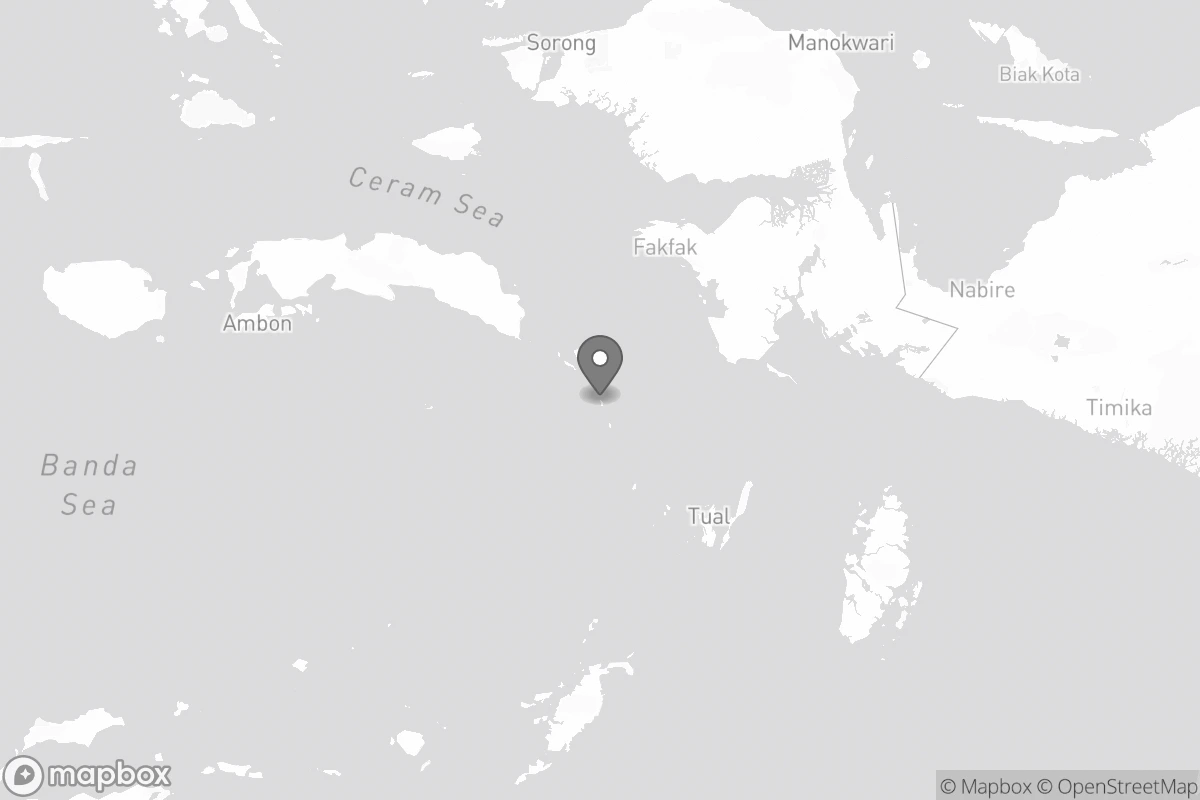 Sorong
Manokwari
Biak Kota
Ceram Sea
Fakfak
Nabire
Ambon
Timika
Banda
Sea
Tual
mapbox
© Mapbox © OpenStreetMap